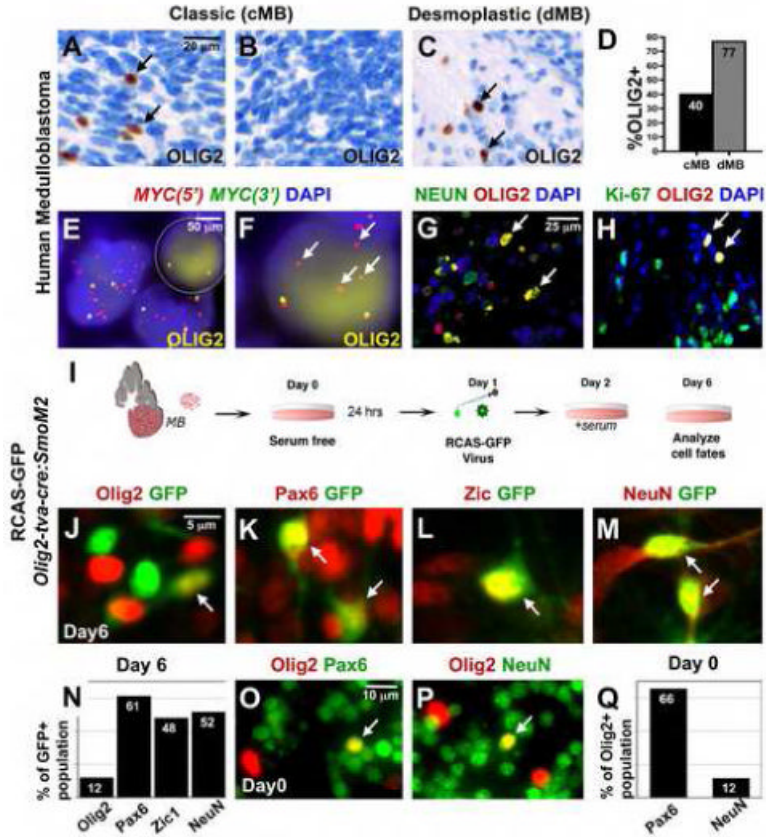 Classic (cMB)
Desmoplastic (dMB)
Human Medulloblastoma
A
20 μm
OLIG2
B
OLIG2
C
OLIG2
D
%OLIG2+
80
70
60
50
40
30
20
10
0
40
77
cMB
dMB
MYC(5') MYC(3') DAPI
NEUN OLIG2 DAPI
Ki-67 OLIG2 DAPI
E
50 μm
OLIG2
F
OLIG2
G
25 μm
H
I
MB
Day 0
Serum free
24 hrs
Day 1
RCAS-GFP
Virus
Day 2
+serum
Day 6
Analyze
cell fates
RCAS-GFP
Olig2-tva-cre:SmoM2
Olig2 GFP
Pax6 GFP
Zic GFP
NeuN GFP
J
5 μm
Day6
K
L
M
Day 6
N
% of GFP+
population
12
61
48
52
Olig2
Pax6
Zic1
NeuN
Olig2 Pax6
O
10 μm
Day0
Olig2 NeuN
P
Day 0
Q
% of Olig2+
population
66
12
Pax6
NeuN